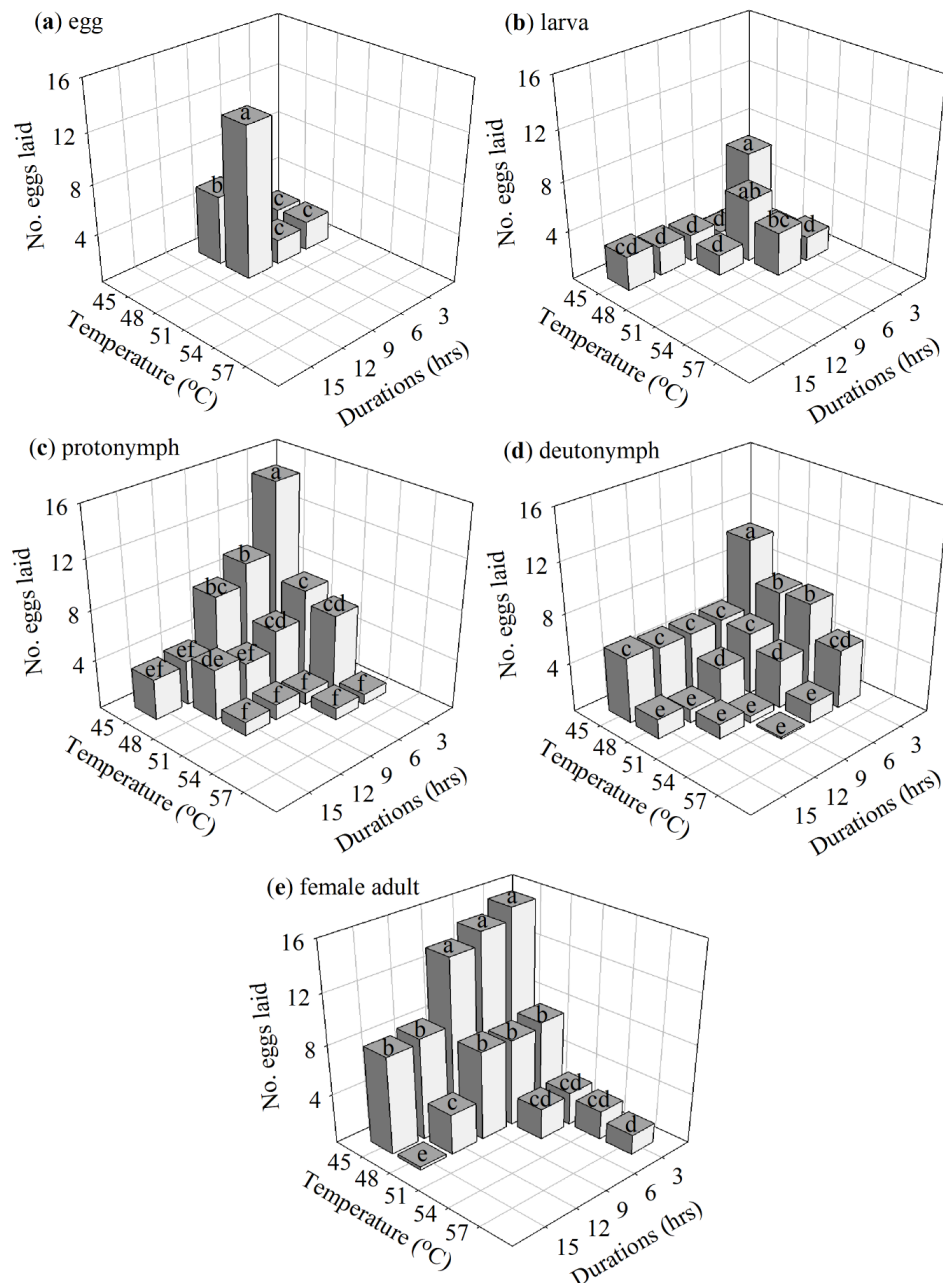 (a) egg
16
12
8
4
No. eggs laid
a
b
c
c
c
45
48
51
54
57
Temperature (ºC)
15
12
9
6
3
Durations (hrs)
(b) larva
16
12
8
4
No. eggs laid
a
ab
d
bc
d
d
d
cd
d
45
48
51
54
57
Temperature (ºC)
15
12
9
6
3
Durations (hrs)
(c) protonymph
16
12
8
4
No. eggs laid
a
b
bc
c
cd
cd
ef
ef
de
ef
f
f
f
f
f
45
48
51
54
57
Temperature (ºC)
15
12
9
6
3
Durations (hrs)
(d) deutonymph
16
12
8
4
No. eggs laid
a
b
b
c
c
c
c
c
d
d
cd
e
e
e
e
e
e
45
48
51
54
57
Temperature (ºC)
15
12
9
6
3
Durations (hrs)
(e) female adult
16
12
8
4
No. eggs laid
a
a
a
b
b
b
b
b
c
cd
cd
cd
d
e
45
48
51
54
57
Temperature (ºC)
15
12
9
6
3
Durations (hrs)